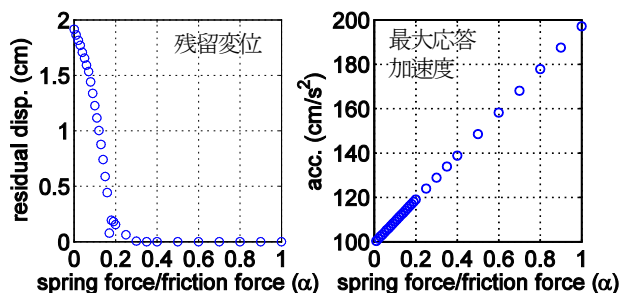 残留変位
residual disp. (cm)
2
1.5
1
0.5
0
0 0.2 0.4 0.6 0.8 1
spring force/friction force (α)
最大応答
加速度
acc. (cm/s²)
200
180
160
140
120
100
0 0.2 0.4 0.6 0.8 1
spring force/friction force (α)